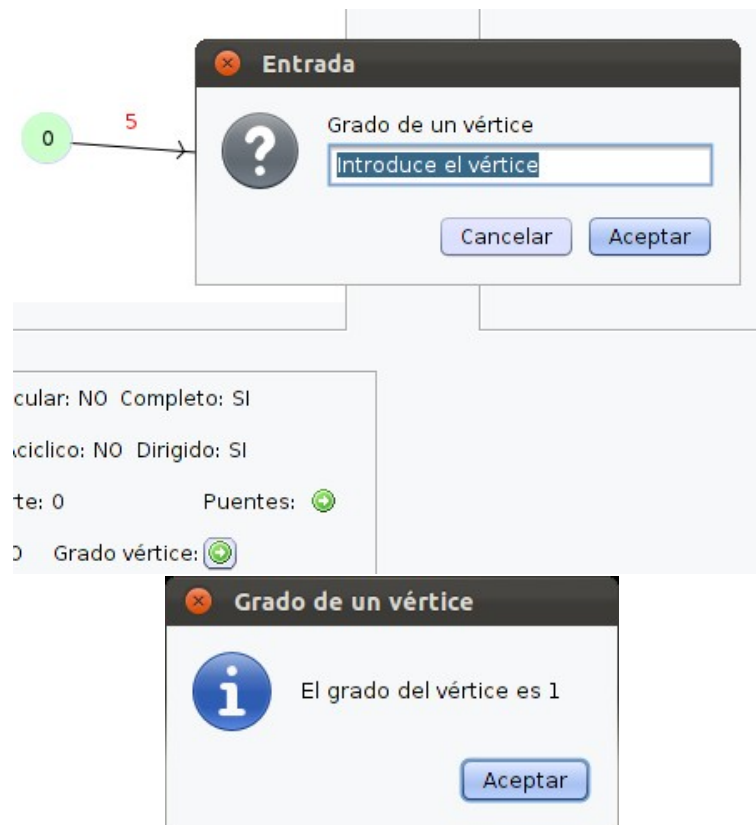 Entrada
Grado de un vértice
0
5
Introduce el vértice
Cancelar Aceptar
cular: NO Completo: SI
ciclico: NO Dirigido: SI
te: 0 Puentes:
Grado vértice:
Grado de un vértice
El grado del vértice es 1
Aceptar